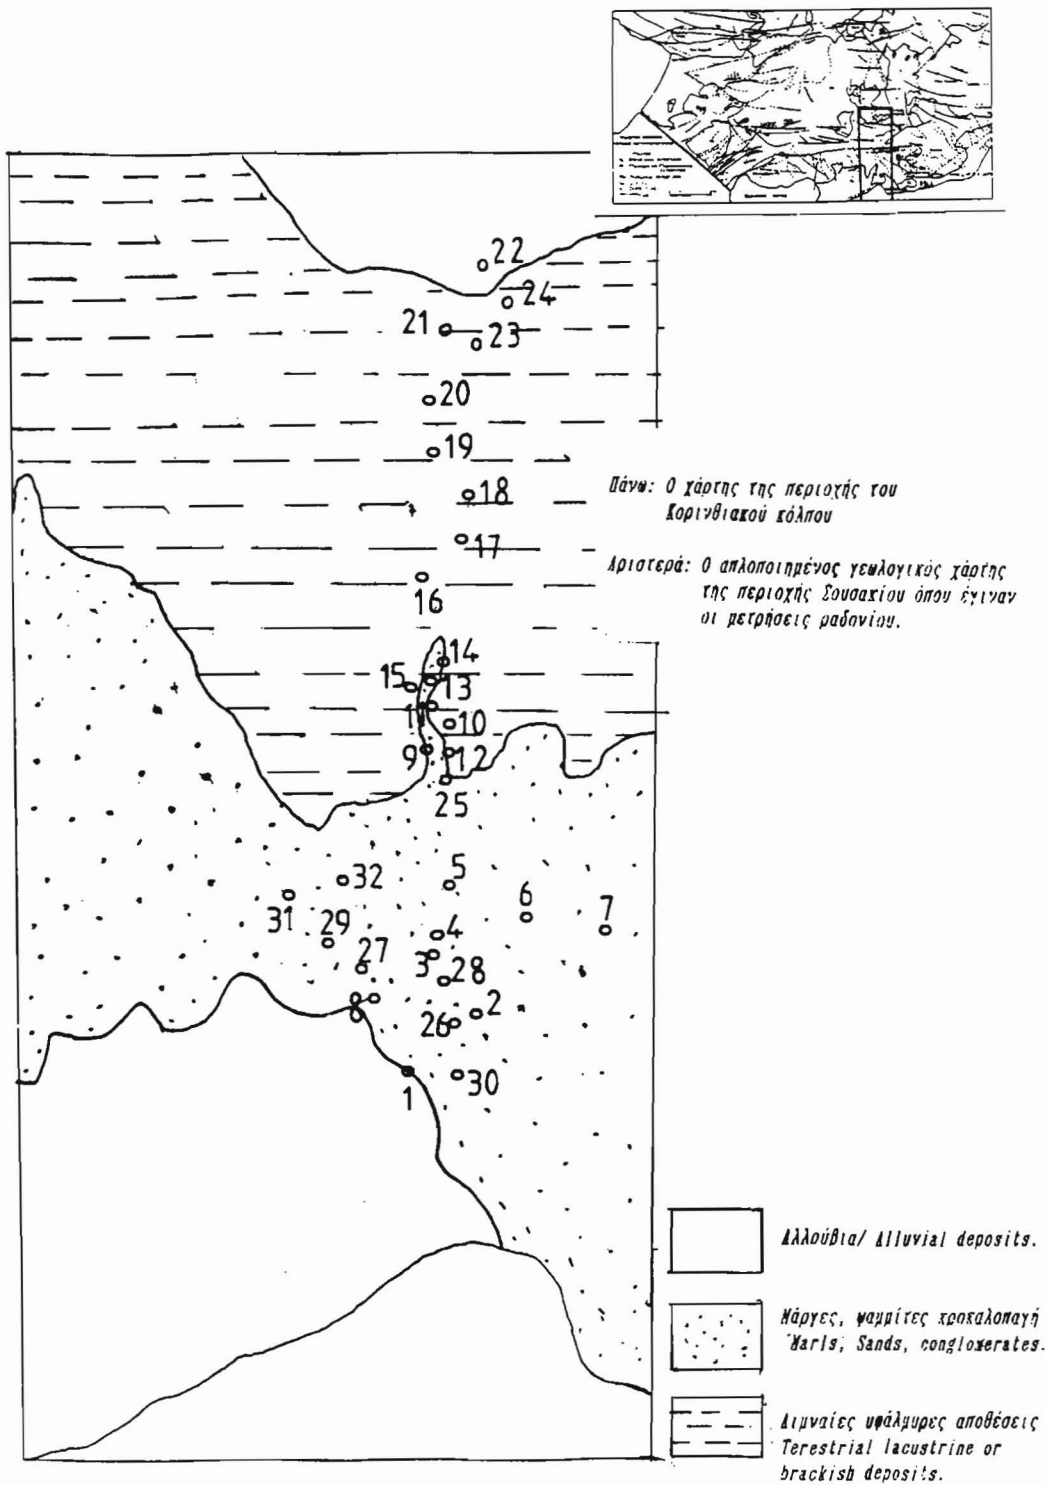 22
24
21
23
20
19
18
17
16
14
15
13
11
10
9
12
25
5
32
6
7
31
29
4
3
27
28
8
2
26
30
1
Πάνω: Ο χάρτης της περιοχής του
Κορινθιακού κόλπου
Αριστερά: Ο απλοποιημένος γεωλογικός χάρτης
της περιοχής Σουσακίου όπου έγιναν
οι μετρήσεις ραδονίου.
Αλλούβια/ Alluvial deposits.
Μάργες, ψαμμίτες κροκαλοπαγή
Marls, Sands, conglomerates.
Λιμναίες υφάλμυρες αποθέσεις
Terestrial lacustrine or
brackish deposits.